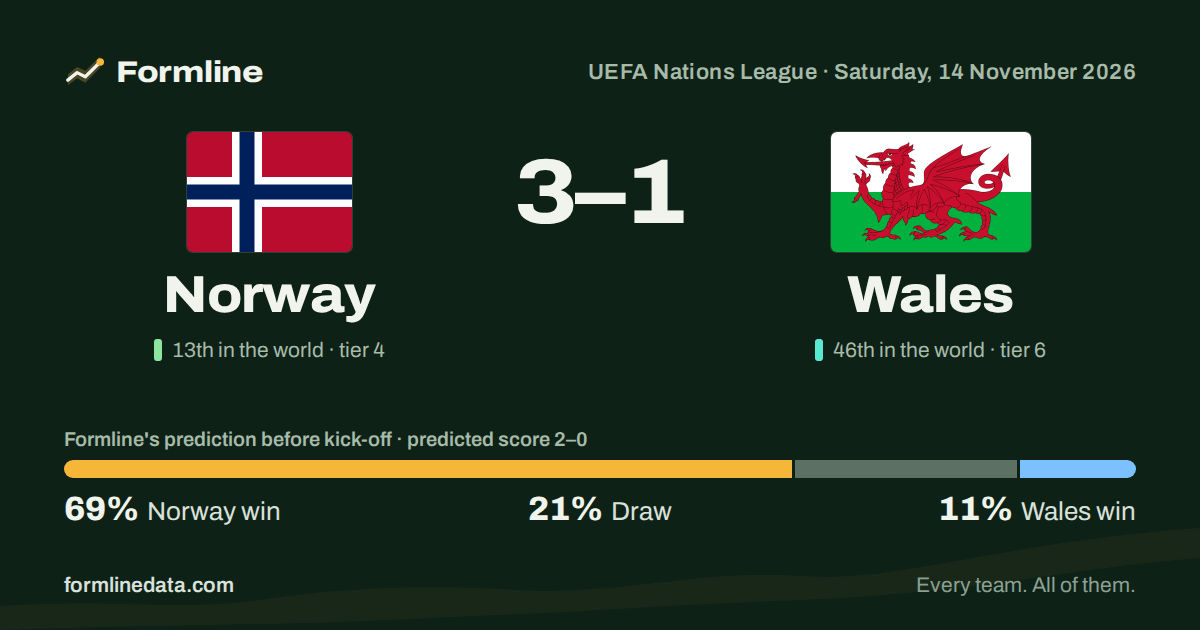 Formline
UEFA Nations League · Saturday, 14 November 2026
3–1
Norway
Wales
13th in the world · tier 4
46th in the world · tier 6
Formline's prediction before kick-off · predicted score 2–0
69% Norway win
21% Draw
11% Wales win
formlinedata.com
Every team. All of them.